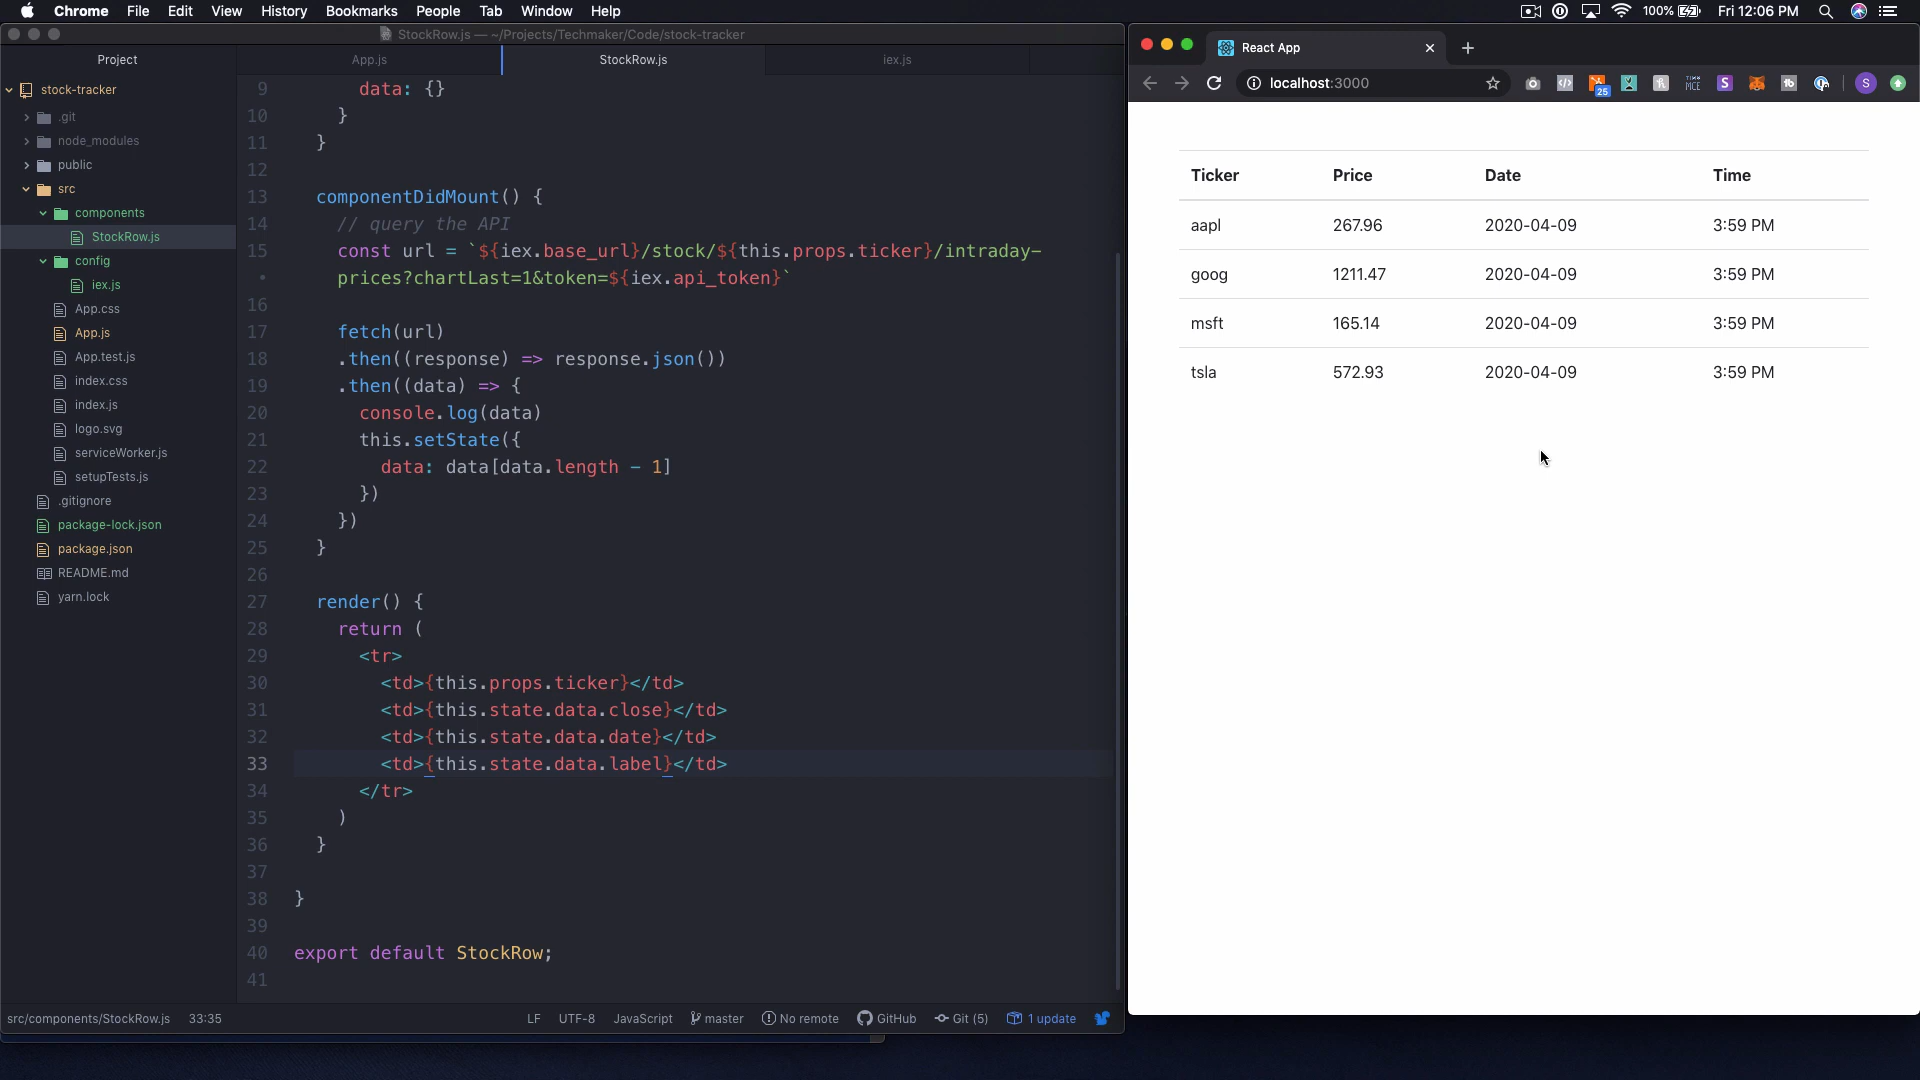 Chrome File Edit View History Bookmarks People Tab Window Help
100% Fri 12:06 PM
StockRow.js — ~/Projects/Techmaker/Code/stock-tracker
Project
stock-tracker
.git
node_modules
public
src
components
StockRow.js
config
iex.js
App.css
App.js
App.test.js
index.css
index.js
logo.svg
serviceWorker.js
setupTests.js
.gitignore
package-lock.json
package.json
README.md
yarn.lock
App.js StockRow.js iex.js
9 data: {}
10 }
11 }
12
13 componentDidMount() {
14 // query the API
15 const url = `${iex.base_url}/stock/${this.props.ticker}/intraday-
• prices?chartLast=1&token=${iex.api_token}`
16
17 fetch(url)
18 .then((response) => response.json())
19 .then((data) => {
20 console.log(data)
21 this.setState({
22 data: data[data.length - 1]
23 })
24 })
25 }
26
27 render() {
28 return (
29 <tr>
30 <td>{this.props.ticker}</td>
31 <td>{this.state.data.close}</td>
32 <td>{this.state.data.date}</td>
33 <td>{this.state.data.label}</td>
34 </tr>
35 )
36 }
37
38 }
39
40 export default StockRow;
41
src/components/StockRow.js 33:35 LF UTF-8 JavaScript master No remote GitHub Git (5) 1 update
React App
localhost:3000
25
S
tb
S
Ticker Price Date Time
aapl 267.96 2020-04-09 3:59 PM
goog 1211.47 2020-04-09 3:59 PM
msft 165.14 2020-04-09 3:59 PM
tsla 572.93 2020-04-09 3:59 PM